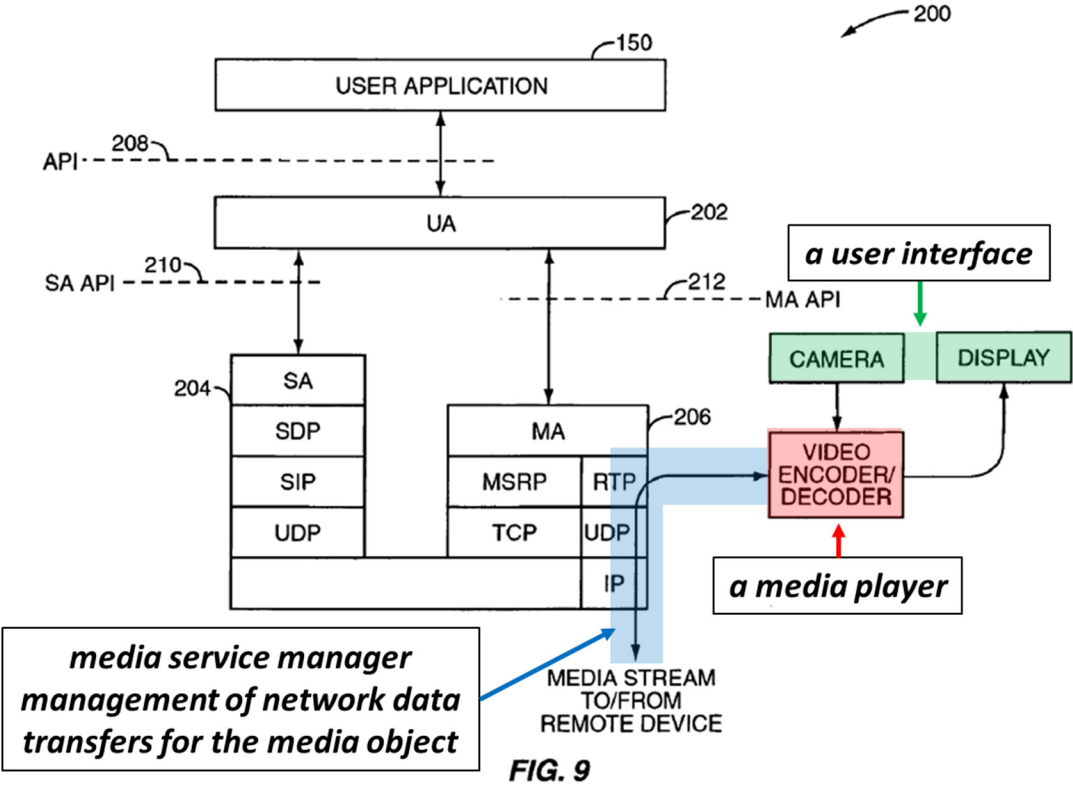 200
150
USER APPLICATION
208
API
202
UA
a user interface
210
SA API
212
MA API
CAMERA
DISPLAY
204
SA
206
SDP
MA
VIDEO
ENCODER/
DECODER
SIP
MSRP
RTP
UDP
TCP
UDP
IP
a media player
media service manager
management of network data
transfers for the media object
MEDIA STREAM
TO/FROM
REMOTE DEVICE
FIG. 9